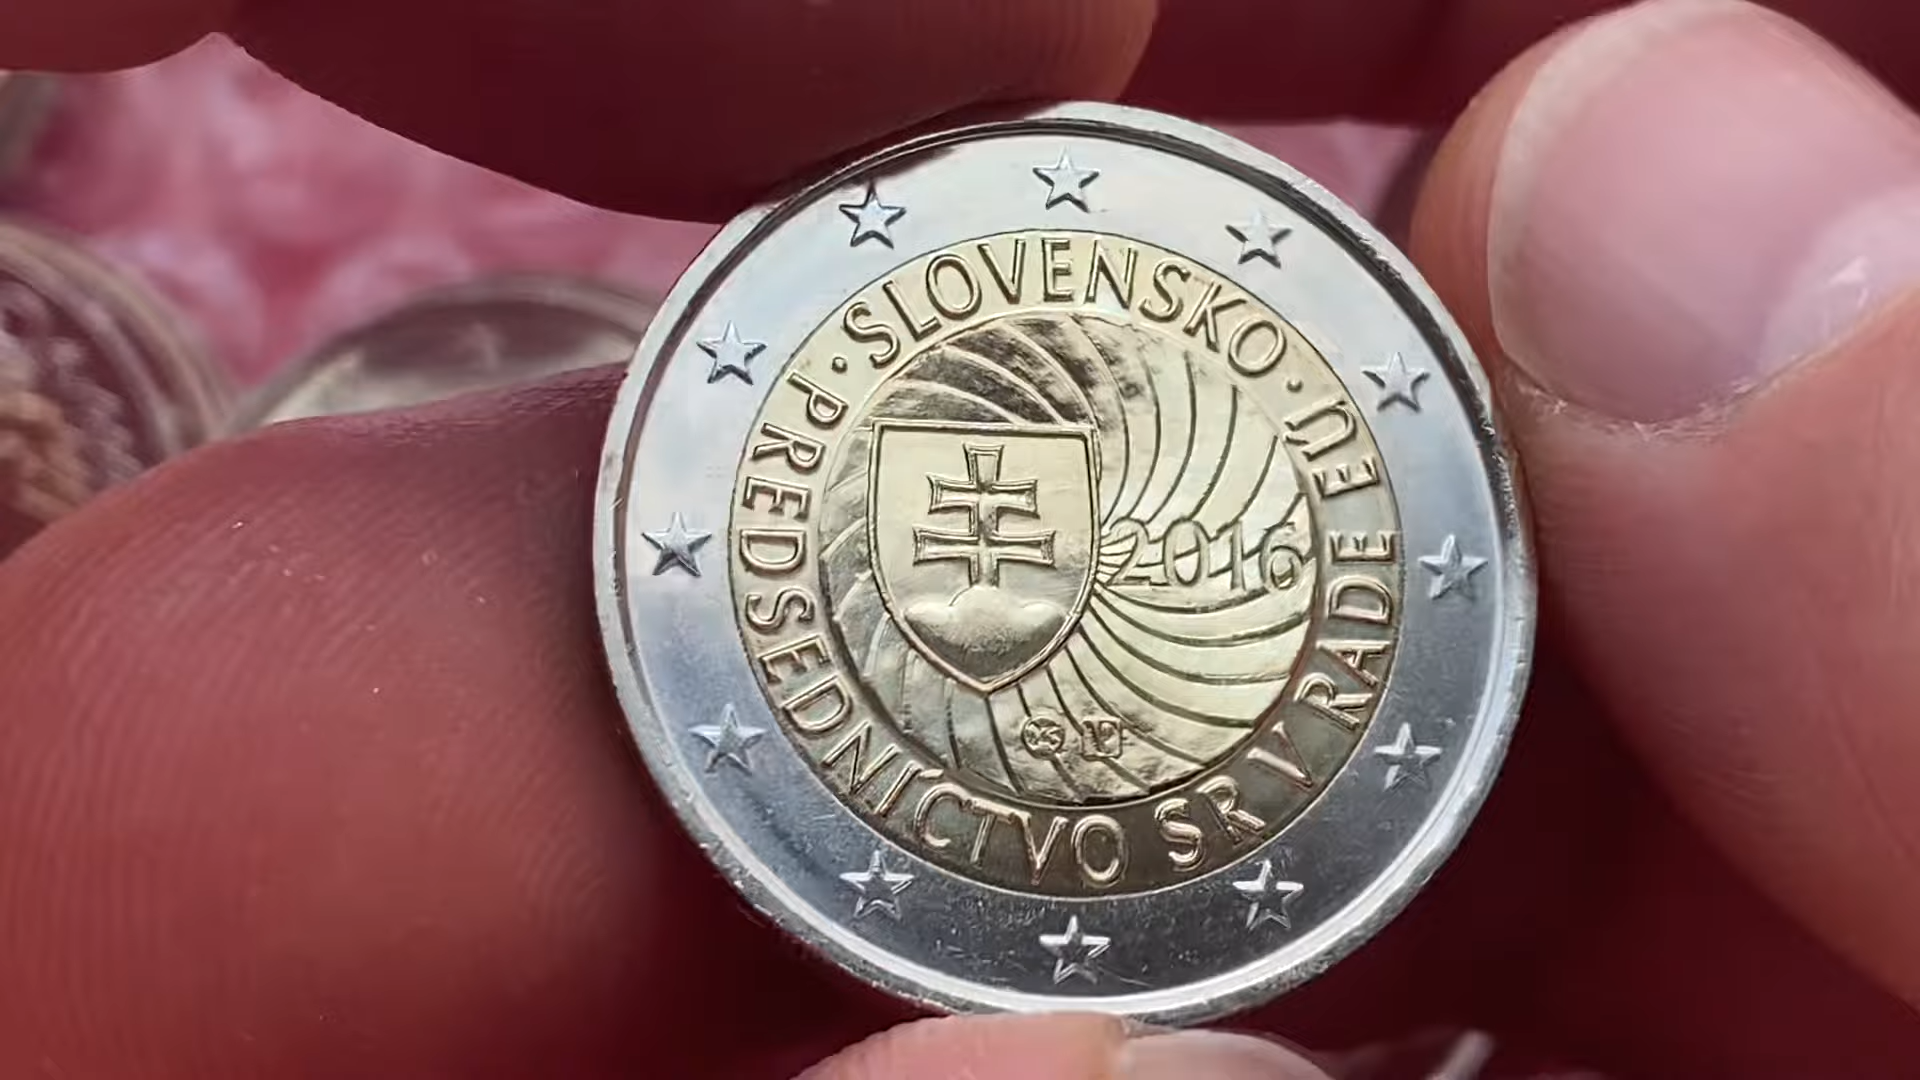 · SLOVENSKO ·
PREDSEDNÍCTVO SR V RADE EÚ
2016